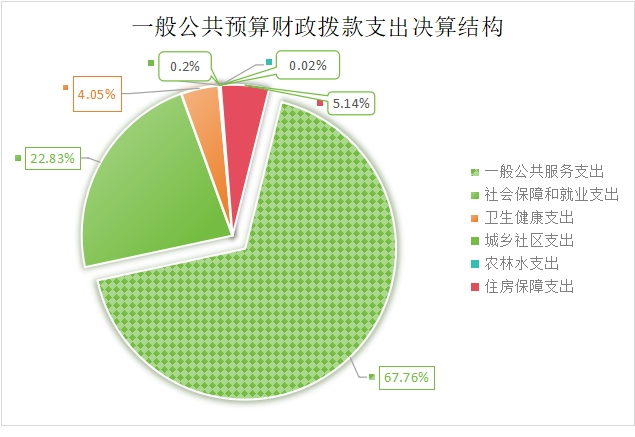 一般公共预算财政拨款支出决算结构
0.2%
0.02%
4.05%
5.14%
22.83%
67.76%
一般公共服务支出
社会保障和就业支出
卫生健康支出
城乡社区支出
农林水支出
住房保障支出